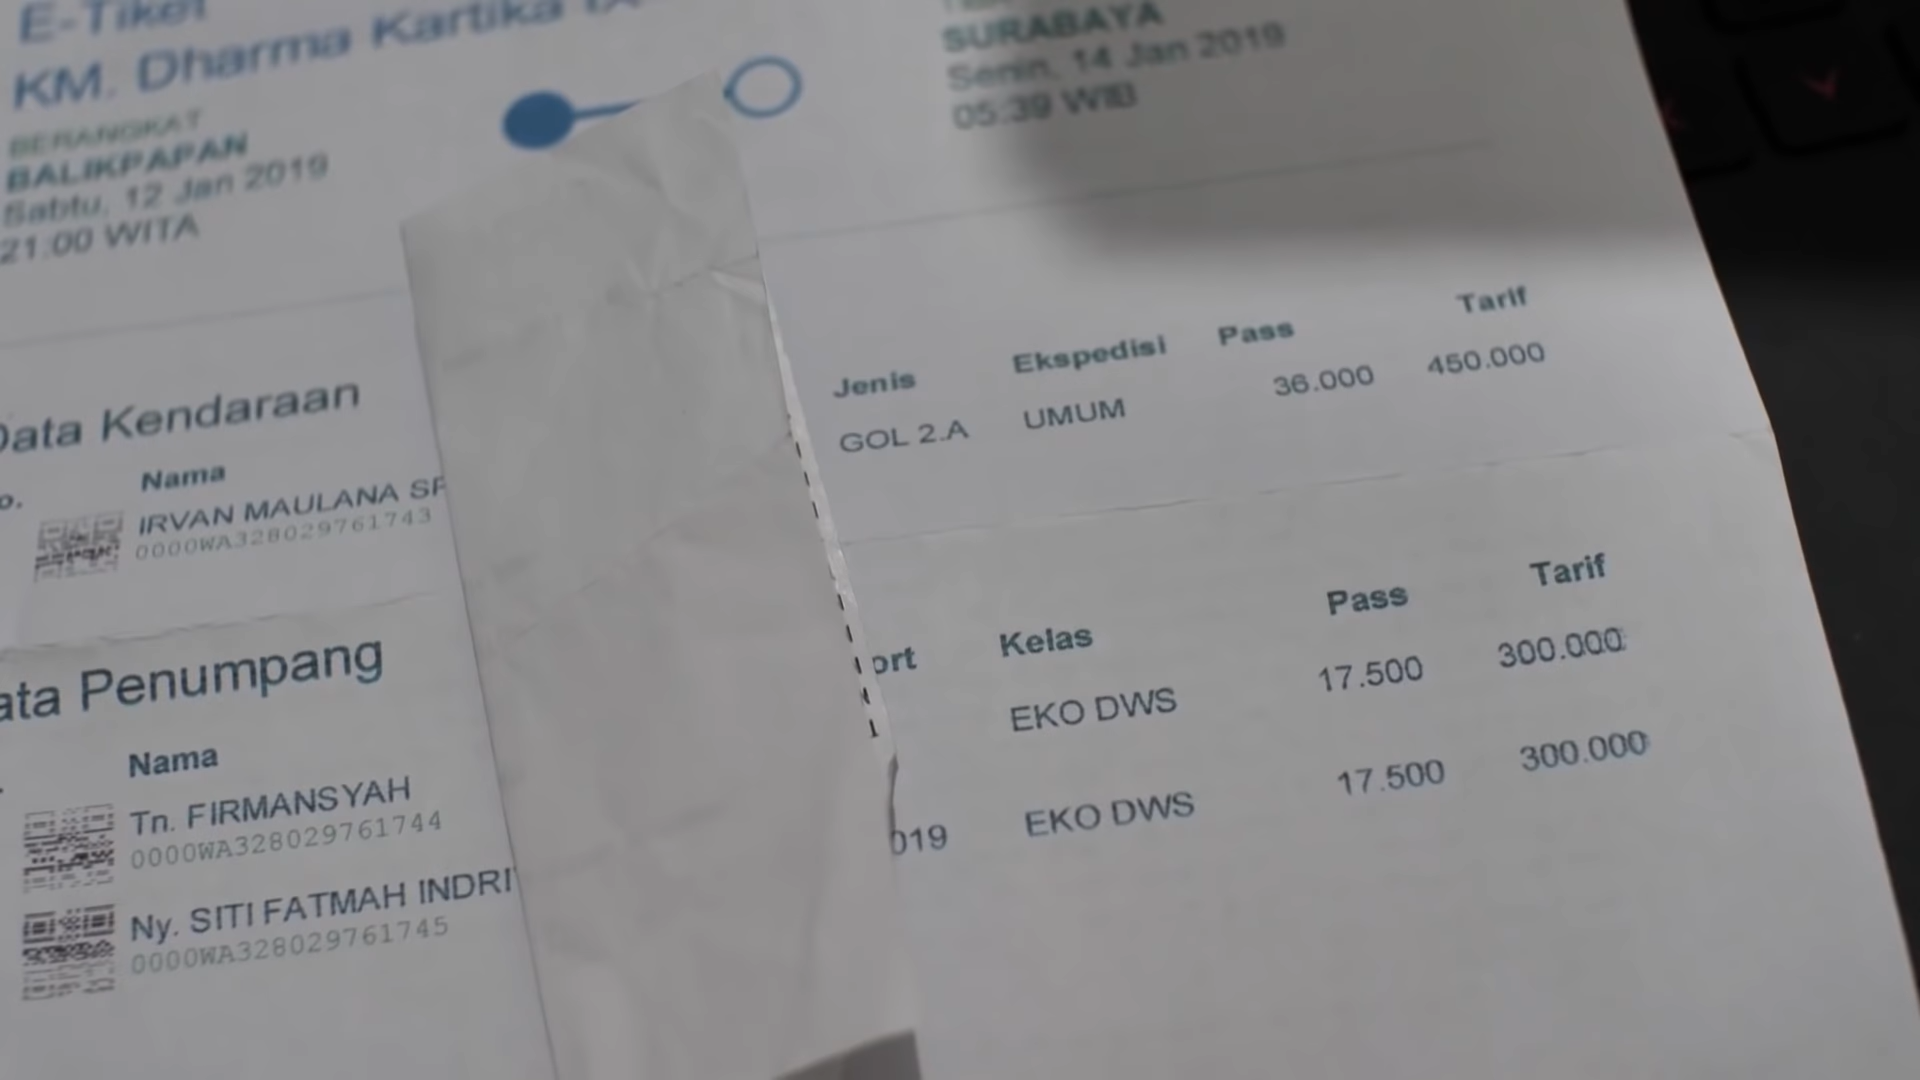 E-Tiket
KM. Dharma Kartika IX
BERANGKAT
BALIKPAPAN
Sabtu, 12 Jan 2019
21:00 WITA
SURABAYA
Senin, 14 Jan 2019
05:39 WIB
Data Kendaraan
Nama
Jenis
Ekspedisi
Pass
Tarif
IRVAN MAULANA
0000WA328029761743
GOL 2.A
UMUM
36.000
450.000
ata Penumpang
Nama
ort
Kelas
Pass
Tarif
Tn. FIRMANSYAH
0000WA328029761744
EKO DWS
17.500
300.000
Ny. SITI FATMAH INDRI
0000WA328029761745
019
EKO DWS
17.500
300.000